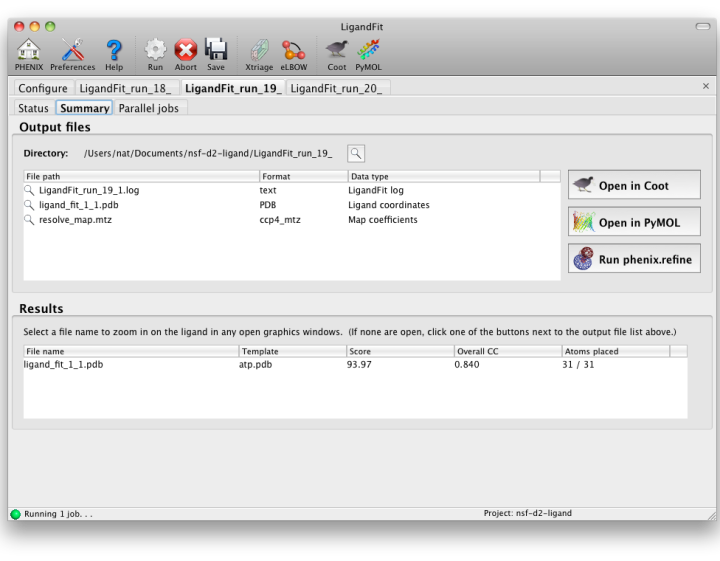 LigandFit
PHENIX Preferences Help Run Abort Save Xtriage eLBOW Coot PyMOL
Configure LigandFit_run_18_ LigandFit_run_19_ LigandFit_run_20_ ×
Status Summary Parallel jobs
Output files
Directory: /Users/nat/Documents/nsf-d2-ligand/LigandFit_run_19_
File path Format Data type
LigandFit_run_19_1.log text LigandFit log
ligand_fit_1_1.pdb PDB Ligand coordinates
resolve_map.mtz ccp4_mtz Map coefficients
Open in Coot
Open in PyMOL
Run phenix.refine
Results
Select a file name to zoom in on the ligand in any open graphics windows. (If none are open, click one of the buttons next to the output file list above.)
File name Template Score Overall CC Atoms placed
ligand_fit_1_1.pdb atp.pdb 93.97 0.840 31 / 31
Running 1 job. . . Project: nsf-d2-ligand